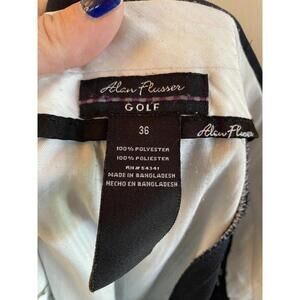 Alan Flusser
GOLF
36
100% POLYESTER
100% POLIESTER
RN# 54341
MADE IN BANGLADESH
HECHO EN BANGLADESH
Alan Flusser